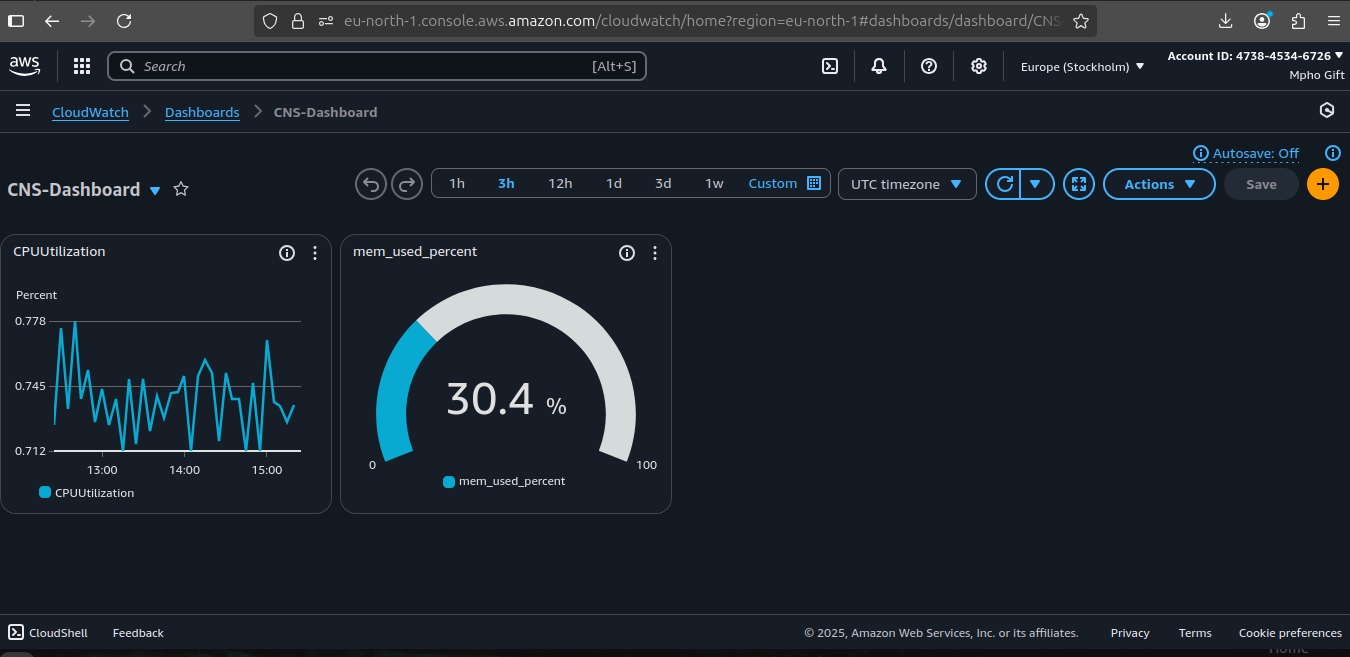 eu-north-1.console.aws.amazon.com/cloudwatch/home?region=eu-north-1#dashboards/dashboard/CNS
aws
Search [Alt+S]
Europe (Stockholm)
Account ID: 4738-4534-6726
Mpho Gift
CloudWatch
Dashboards
CNS-Dashboard
Autosave: Off
CNS-Dashboard
1h 3h 12h 1d 3d 1w Custom
UTC timezone
Actions
Save
CPUUtilization
Percent
0.778
0.745
0.712
13:00 14:00 15:00
CPUUtilization
mem_used_percent
30.4 %
0 100
mem_used_percent
CloudShell Feedback
© 2025, Amazon Web Services, Inc. or its affiliates. Privacy Terms Cookie preferences
Home